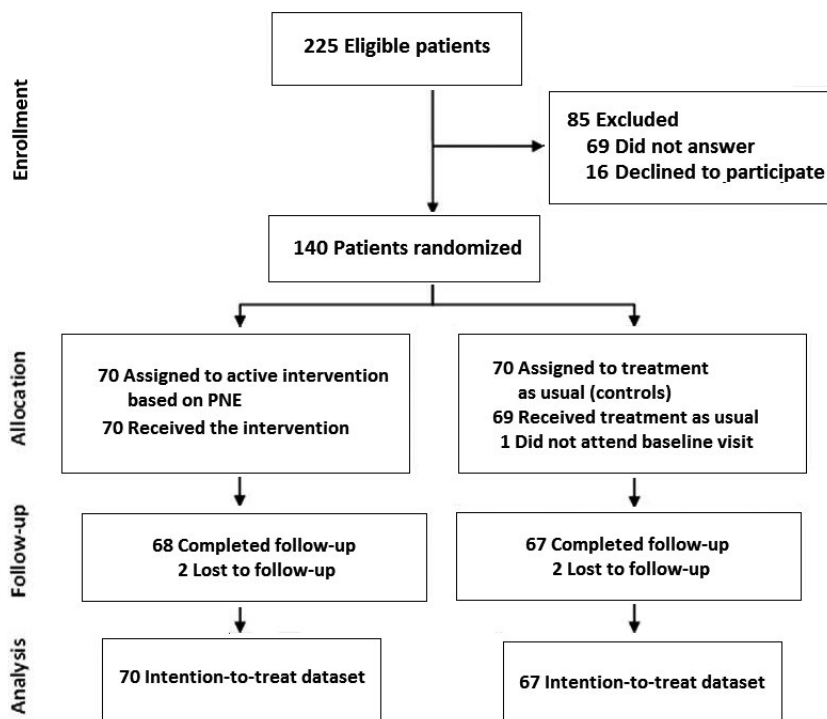 225 Eligible patients
Enrollment
85 Excluded
69 Did not answer
16 Declined to participate
140 Patients randomized
Allocation
70 Assigned to active intervention
based on PNE
70 Received the intervention
70 Assigned to treatment
as usual (controls)
69 Received treatment as usual
1 Did not attend baseline visit
Follow-up
68 Completed follow-up
2 Lost to follow-up
67 Completed follow-up
2 Lost to follow-up
Analysis
70 Intention-to-treat dataset
67 Intention-to-treat dataset